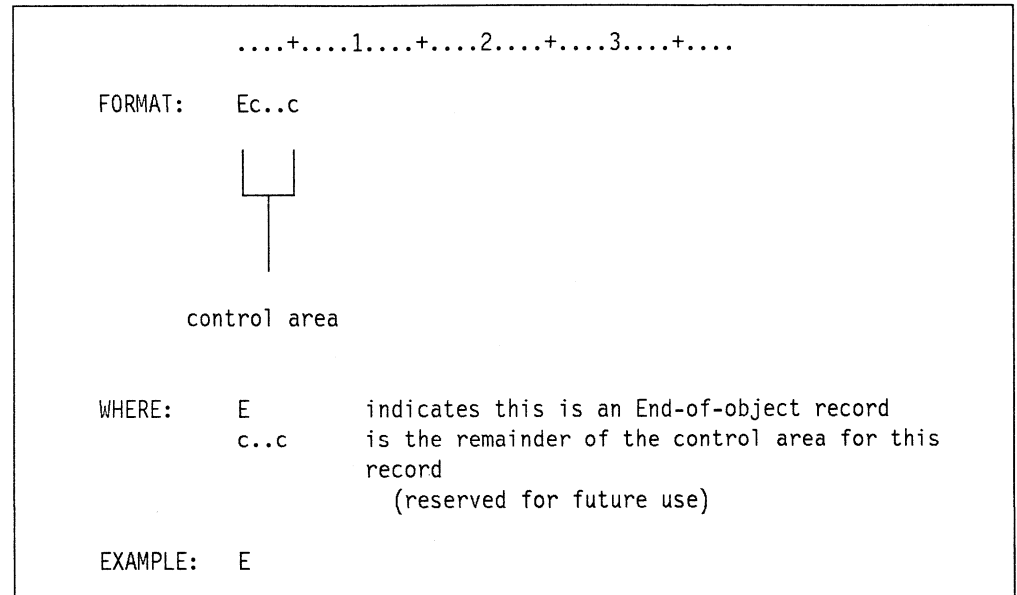 ....+....1....+....2....+....3....+....
FORMAT: Ec..c
control area
WHERE: E indicates this is an End-of-object record
c..c is the remainder of the control area for this
record
(reserved for future use)
EXAMPLE: E